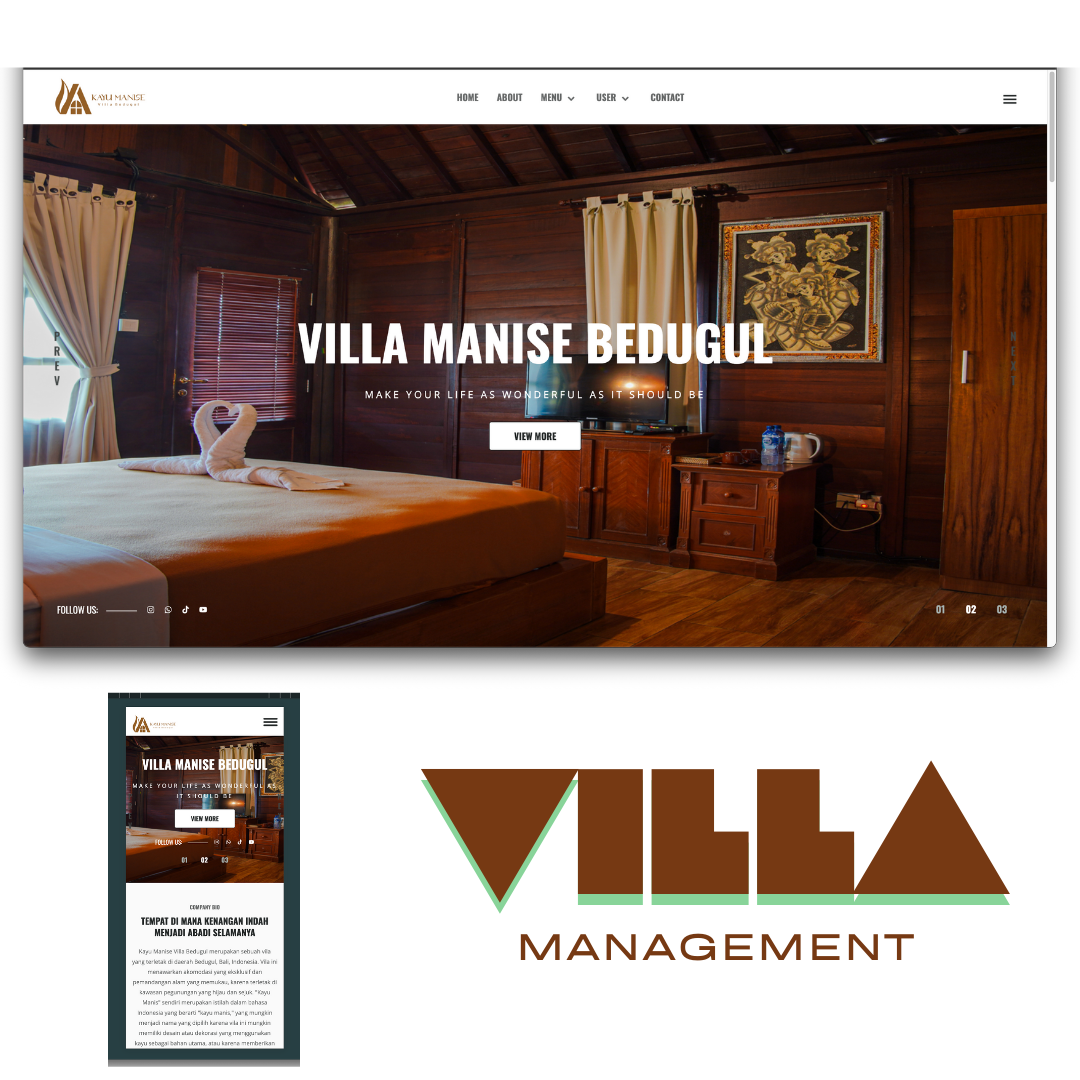 KAYU MANISE
Villa Bedugul
HOME ABOUT MENU USER CONTACT
PREV
NEXT
VILLA MANISE BEDUGUL
MAKE YOUR LIFE AS WONDERFUL AS IT SHOULD BE
VIEW MORE
FOLLOW US:
01 02 03
KAYU MANISE
VILLA MANISE BEDUGUL
MAKE YOUR LIFE AS WONDERFUL AS
IT SHOULD BE
VIEW MORE
FOLLOW US:
01 02 03
COMPANY BIO
TEMPAT DI MANA KENANGAN INDAH
MENJADI ABADI SELAMANYA
Kayu Manise Villa Bedugul merupakan sebuah vila
yang terletak di daerah Bedugul, Bali, Indonesia. Vila ini
menawarkan akomodasi yang eksklusif dan
pemandangan alam yang memukau, karena terletak di
kawasan pegunungan yang hijau dan sejuk. "Kayu
Manis" sendiri merupakan istilah dalam bahasa
Indonesia yang berarti "kayu manis," yang mungkin
menjadi nama yang dipilih karena vila ini mungkin
memiliki desain atau dekorasi yang menggunakan
kayu sebagai bahan utama, atau karena memberikan
VILLA
MANAGEMENT